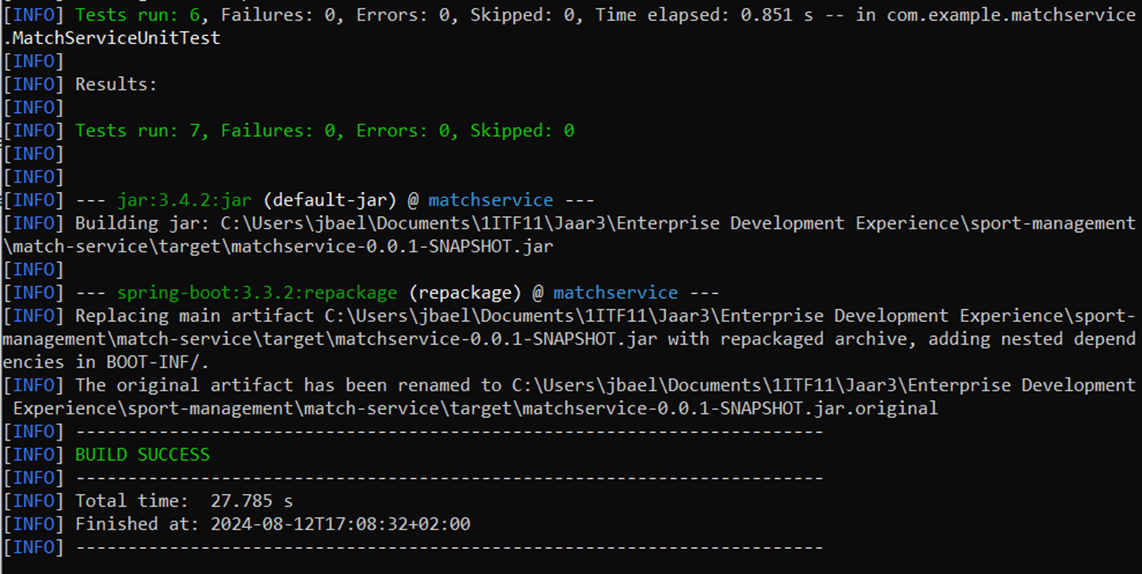 [INFO] Tests run: 6, Failures: 0, Errors: 0, Skipped: 0, Time elapsed: 0.851 s -- in com.example.matchservice
.MatchServiceUnitTest
[INFO]
[INFO] Results:
[INFO]
[INFO] Tests run: 7, Failures: 0, Errors: 0, Skipped: 0
[INFO]
[INFO]
[INFO] --- jar:3.4.2:jar (default-jar) @ matchservice ---
[INFO] Building jar: C:\Users\jbael\Documents\1ITF11\Jaar3\Enterprise Development Experience\sport-management
\match-service\target\matchservice-0.0.1-SNAPSHOT.jar
[INFO]
[INFO] --- spring-boot:3.3.2:repackage (repackage) @ matchservice ---
[INFO] Replacing main artifact C:\Users\jbael\Documents\1ITF11\Jaar3\Enterprise Development Experience\sport-
management\match-service\target\matchservice-0.0.1-SNAPSHOT.jar with repackaged archive, adding nested depend
encies in BOOT-INF/.
[INFO] The original artifact has been renamed to C:\Users\jbael\Documents\1ITF11\Jaar3\Enterprise Development
 Experience\sport-management\match-service\target\matchservice-0.0.1-SNAPSHOT.jar.original
[INFO] ------------------------------------------------------------------------
[INFO] BUILD SUCCESS
[INFO] ------------------------------------------------------------------------
[INFO] Total time:  27.785 s
[INFO] Finished at: 2024-08-12T17:08:32+02:00
[INFO] ------------------------------------------------------------------------